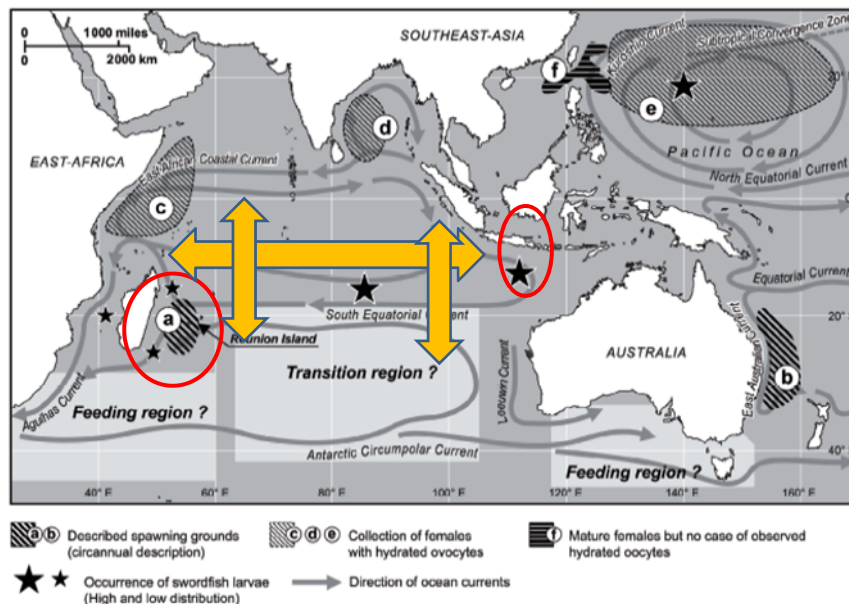 0 1000 miles
0 2000 km
SOUTHEAST-ASIA
EAST-AFRICA
East African Coastal Current
Kuroshio Current
Subtropical Convergence Zone
20°
f
e
d
c
Pacific Ocean
North Equatorial Current
0
Equatorial Current
South Equatorial Current
a
Reunion Island
AUSTRALIA
b
East Australian Current
Leeuwin Current
Transition region ?
Feeding region ?
Agulhas Current
Antarctic Circumpolar Current
Feeding region ?
20°
40°
40° E
60° E
80° E
100° E
120° E
140° E
160° E
a b Described spawning grounds
(circannual description)
c d e Collection of females
with hydrated ovocytes
f Mature females but no case of observed
hydrated oocytes
Occurrence of swordfish larvae
(High and low distribution)
Direction of ocean currents